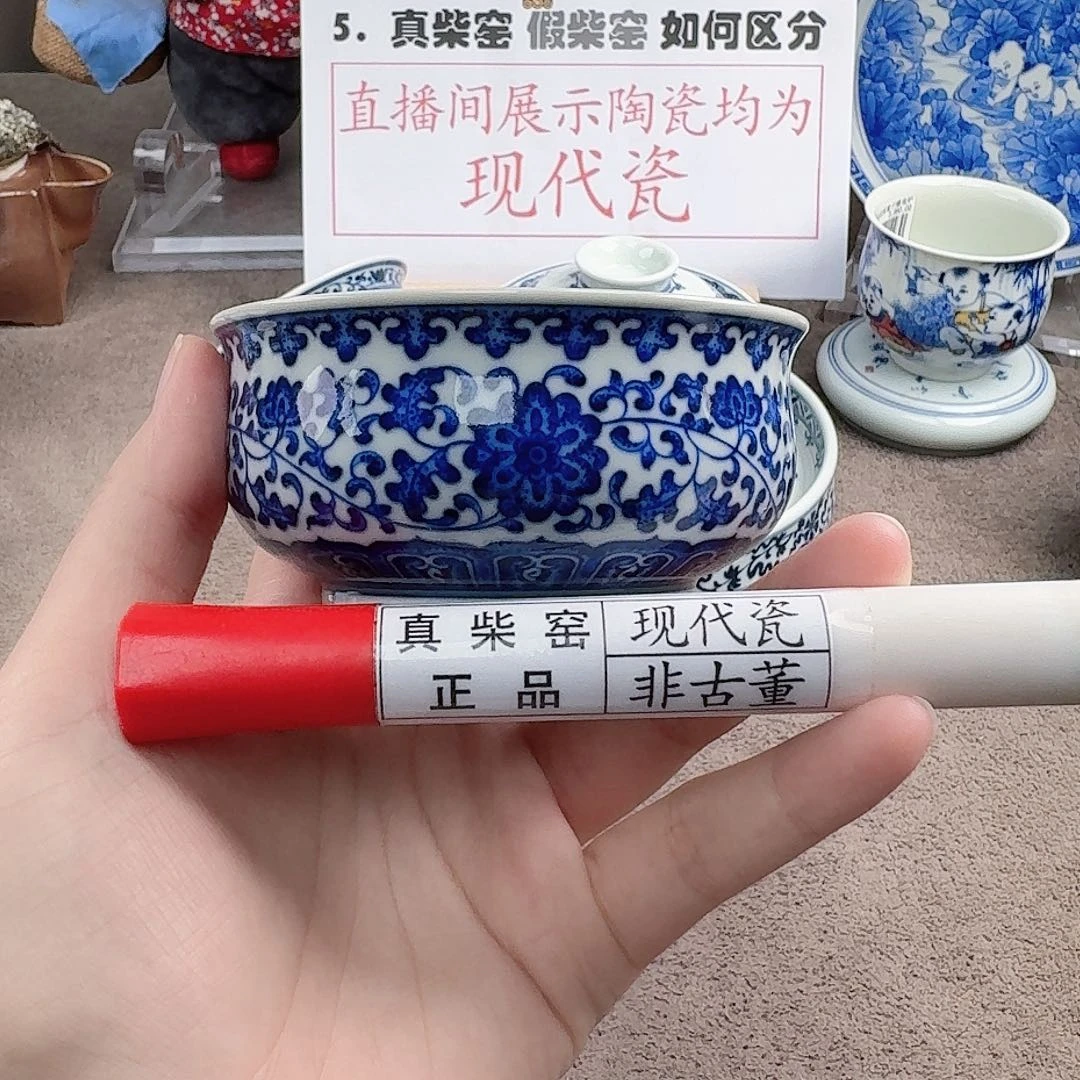 5. 真柴窑 假柴窑 如何区分
直播间展示陶瓷均为
现代瓷
真柴窑
正品
现代瓷
非古董